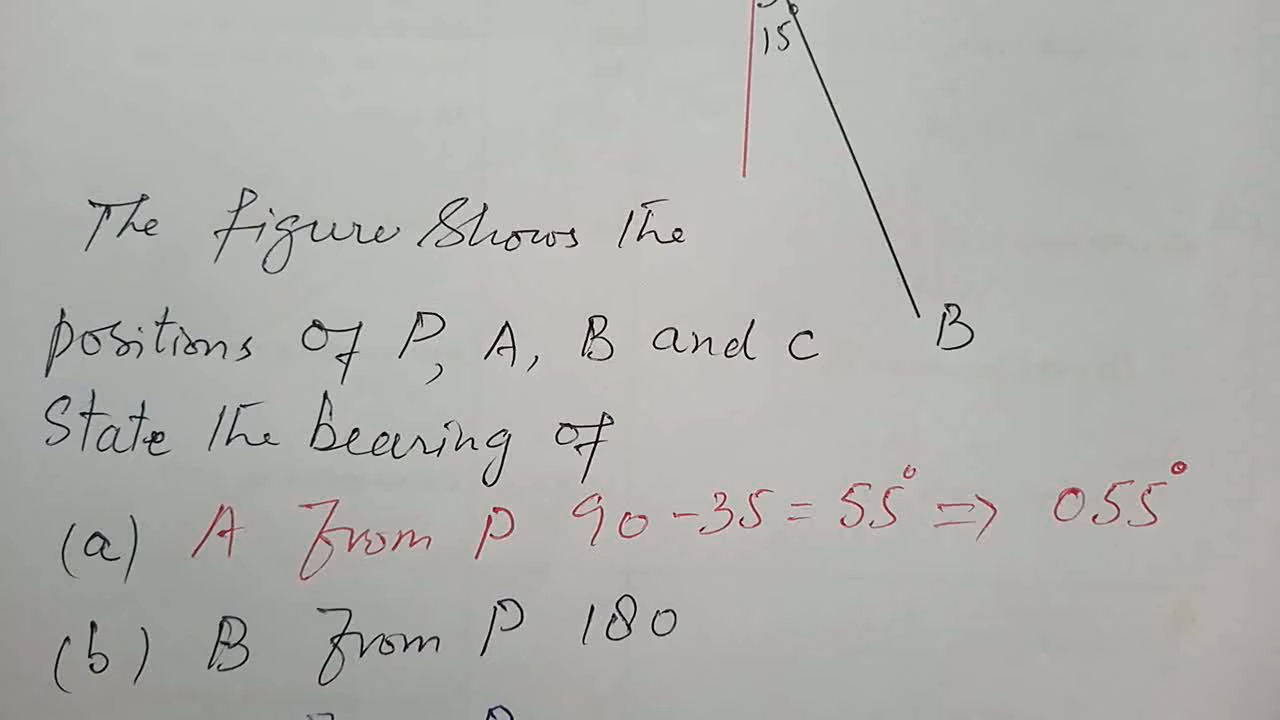 15
The figure shows the
positions of P, A, B and c
B
State the bearing of
(a) A from P 90-35 = 55° => 055°
(b) B from P 180